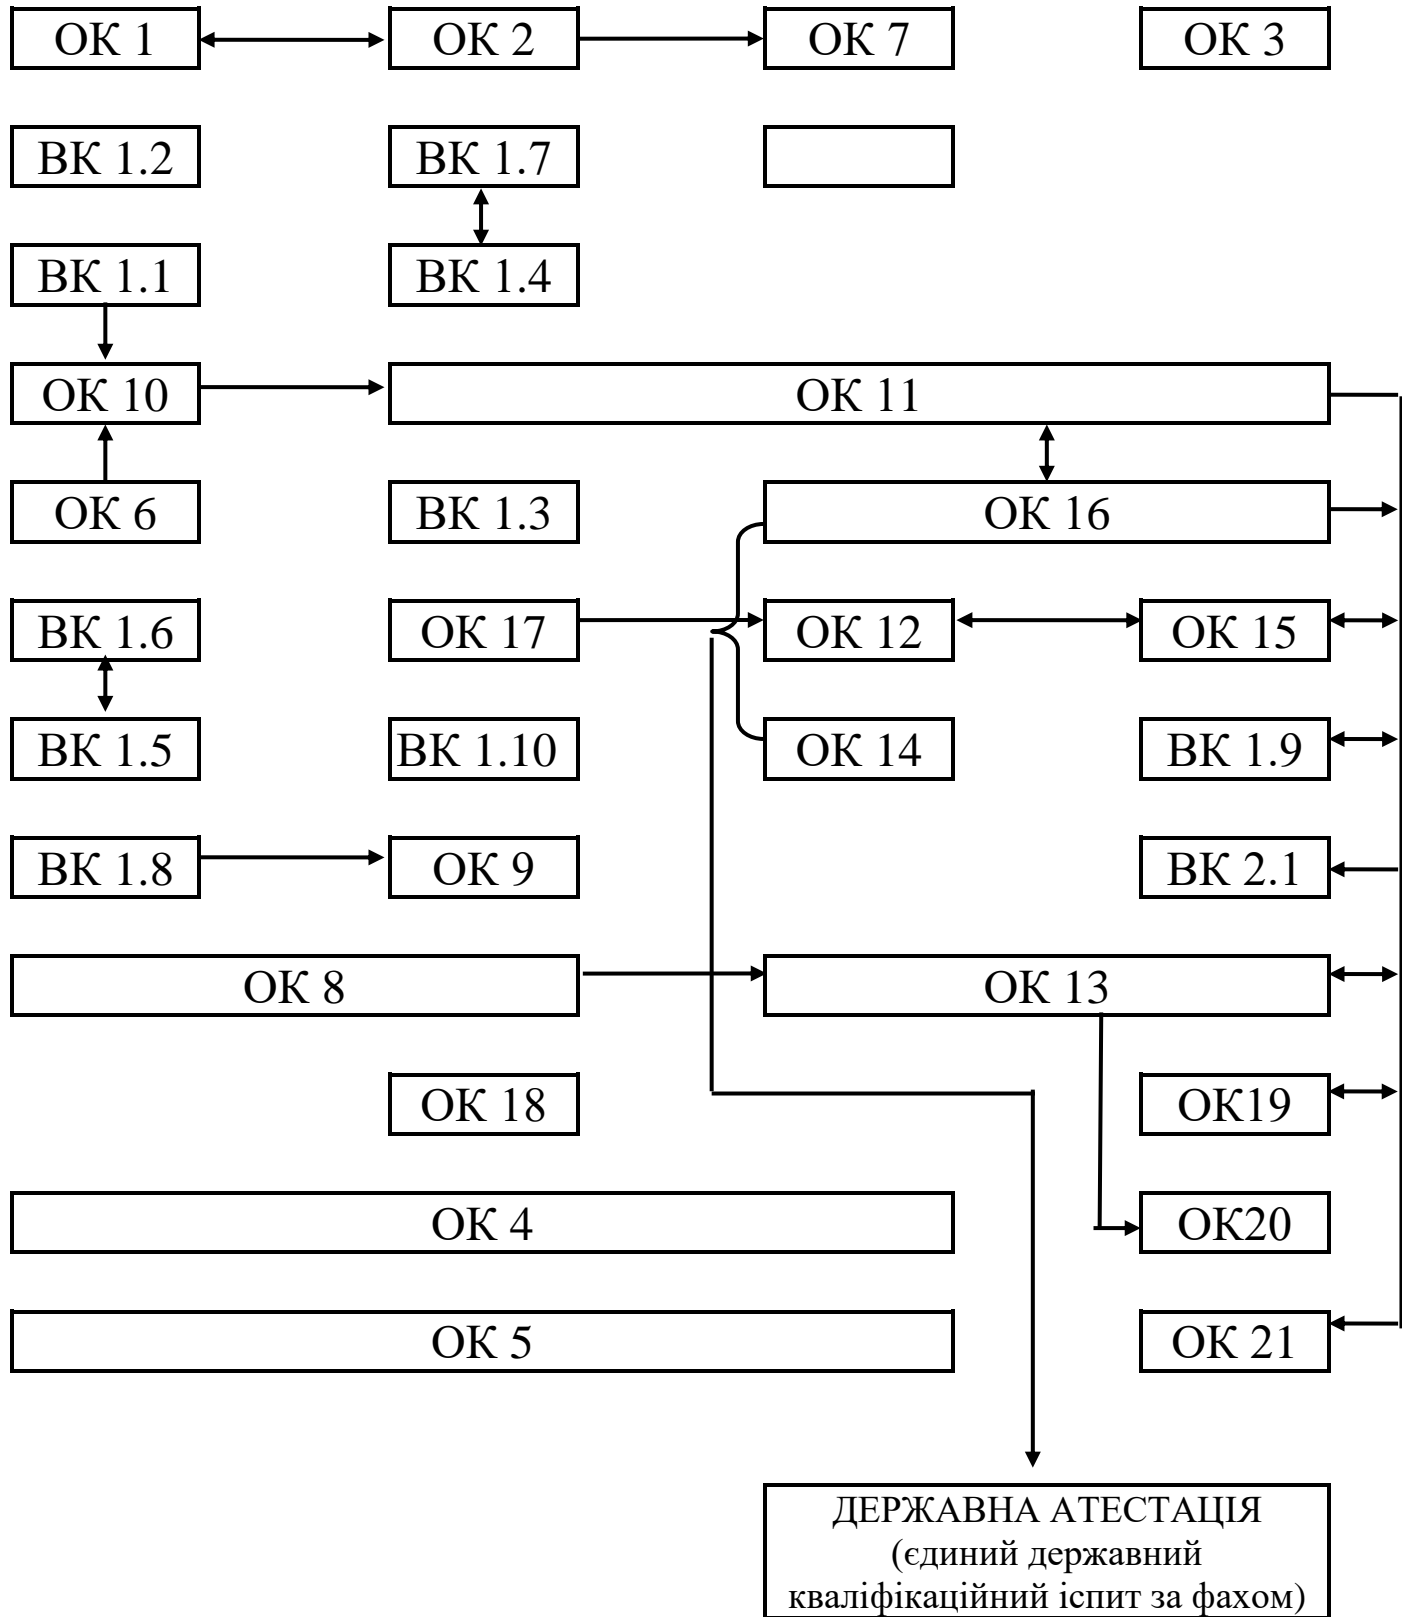 ОК 1
ОК 2
ОК 7
ОК 3
ВК 1.2
ВК 1.7
ВК 1.1
ВК 1.4
ОК 10
ОК 11
ОК 6
ВК 1.3
ОК 16
ВК 1.6
ОК 17
ОК 12
ОК 15
ВК 1.5
ВК 1.10
ОК 14
ВК 1.9
ВК 1.8
ОК 9
ВК 2.1
ОК 8
ОК 13
ОК 18
ОК19
ОК 4
ОК20
ОК 5
ОК 21
ДЕРЖАВНА АТЕСТАЦІЯ
(єдиний державний
кваліфікаційний іспит за фахом)